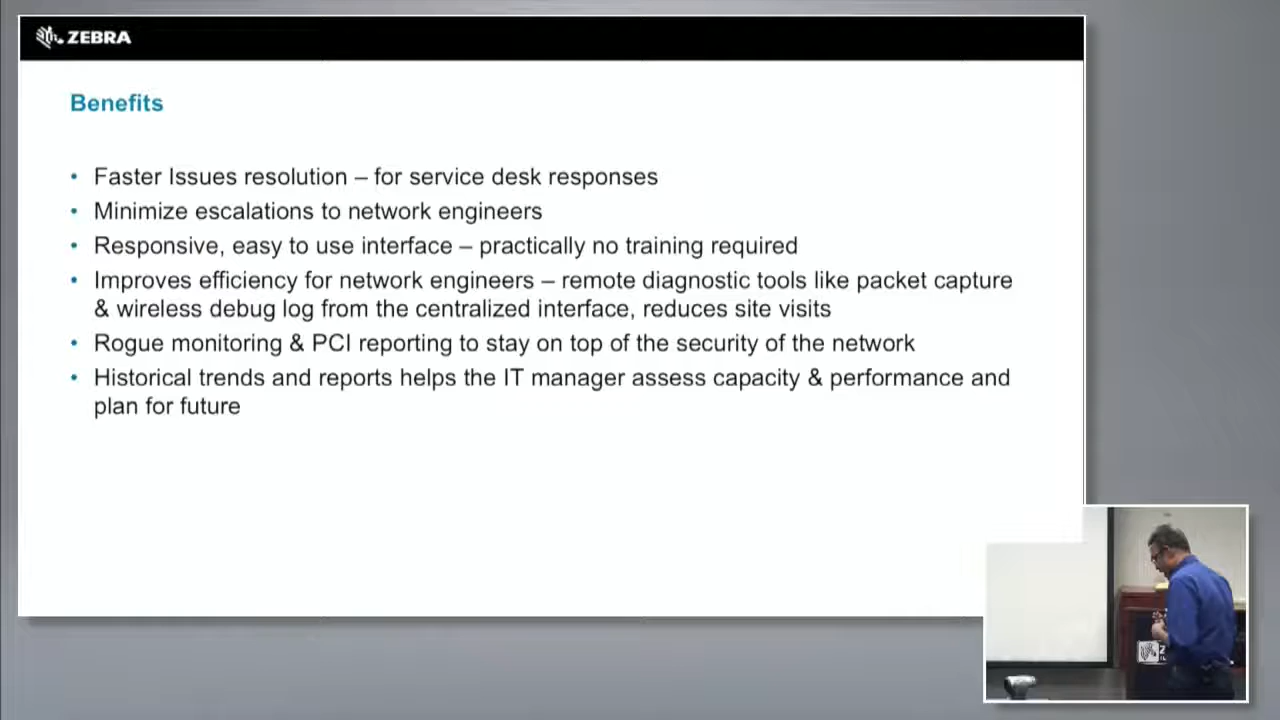 ZEBRA
Benefits
• Faster Issues resolution – for service desk responses
• Minimize escalations to network engineers
• Responsive, easy to use interface – practically no training required
• Improves efficiency for network engineers – remote diagnostic tools like packet capture
& wireless debug log from the centralized interface, reduces site visits
• Rogue monitoring & PCI reporting to stay on top of the security of the network
• Historical trends and reports helps the IT manager assess capacity & performance and
plan for future